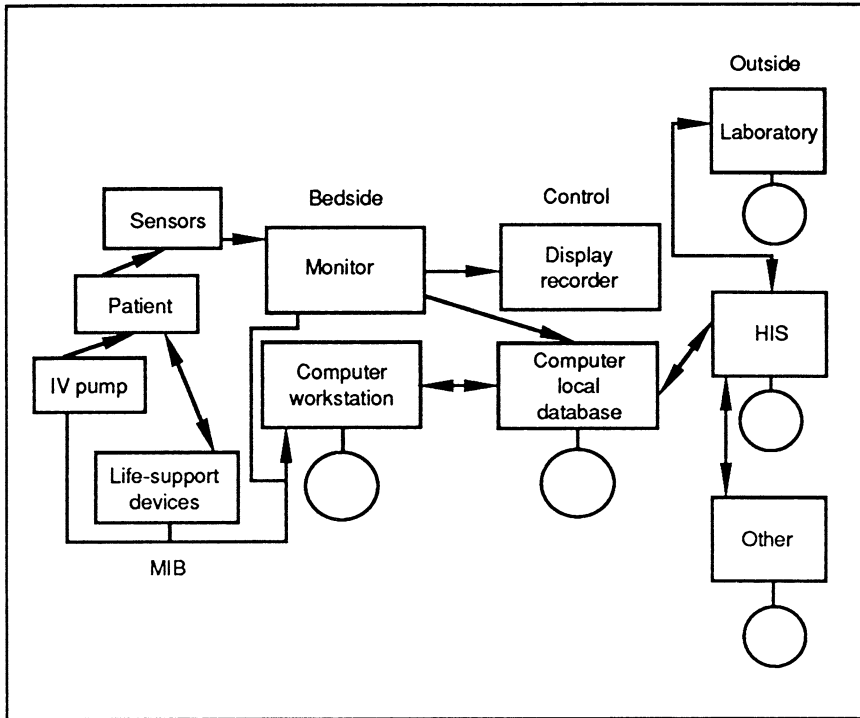 Outside
Laboratory
Sensors
Bedside
Control
Monitor
Display
recorder
Patient
HIS
IV pump
Computer
workstation
Computer
local
database
Life-support
devices
Other
MIB